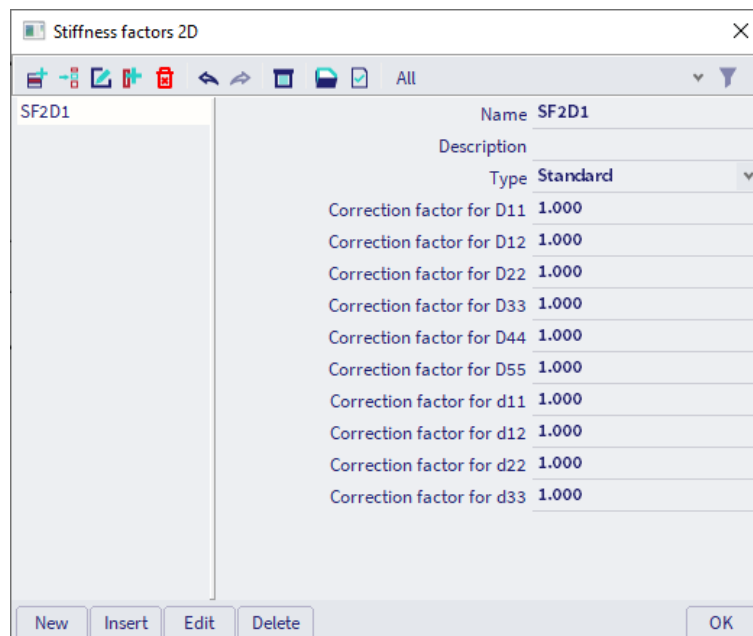 Stiffness factors 2D
All
SF2D1
Name SF2D1
Description
Type Standard
Correction factor for D11 1.000
Correction factor for D12 1.000
Correction factor for D22 1.000
Correction factor for D33 1.000
Correction factor for D44 1.000
Correction factor for D55 1.000
Correction factor for d11 1.000
Correction factor for d12 1.000
Correction factor for d22 1.000
Correction factor for d33 1.000
New Insert Edit Delete OK